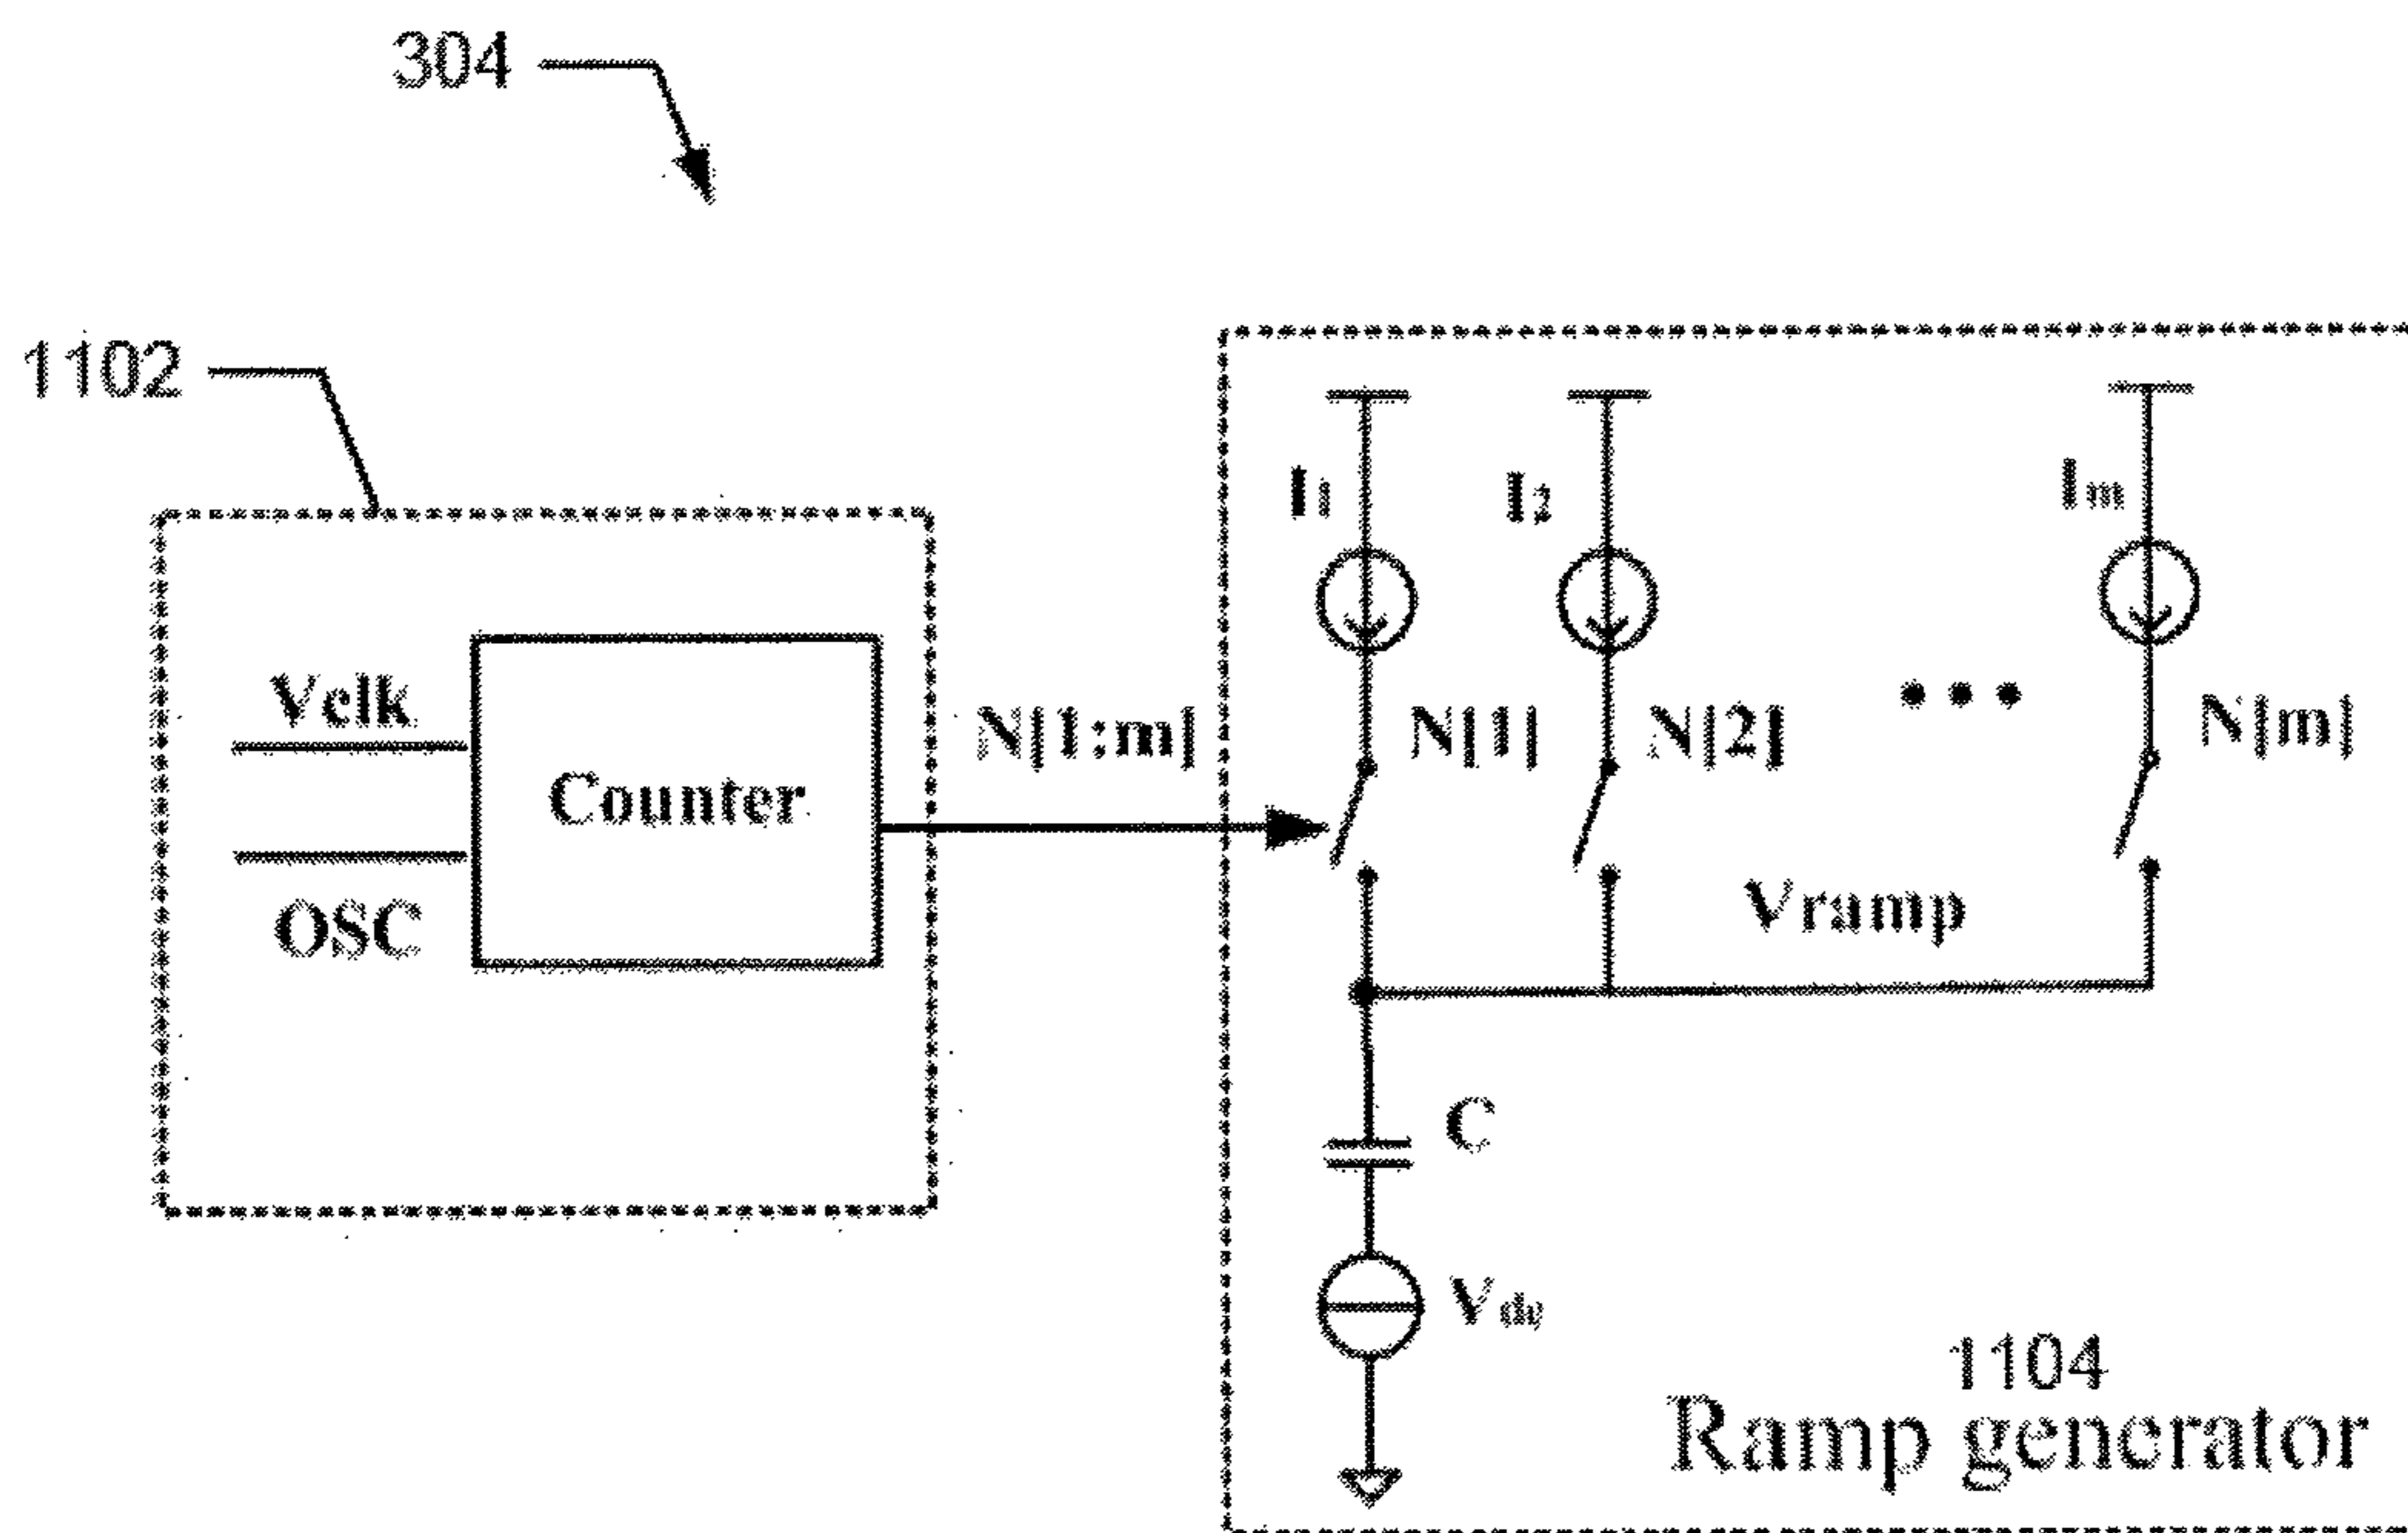 304
1102
I1
I2
Im
Vclk
Counter
OSC
N[1:m]
N[1]
N[2]
N[m]
Vramp
C
Vdc
1104
Ramp generator